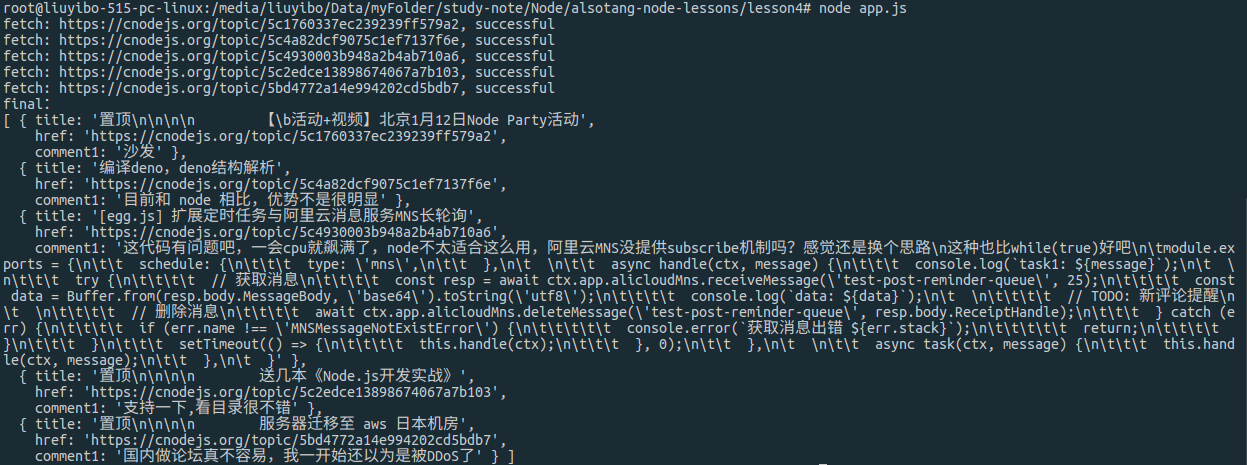 root@liuyibo-515-pc-linux:/media/liuyibo/Data/myFolder/study-note/Node/alsotang-node-lessons/lesson4# node app.js
fetch: https://cnodejs.org/topic/5c1760337ec239239ff579a2, successful
fetch: https://cnodejs.org/topic/5c4a82dcf9075c1ef7137f6e, successful
fetch: https://cnodejs.org/topic/5c4930003b948a2b4ab710a6, successful
fetch: https://cnodejs.org/topic/5c2edce13898674067a7b103, successful
fetch: https://cnodejs.org/topic/5bd4772a14e994202cd5bdb7, successful
final:
[ { title: '置顶\n\n\n\n        【\b活动+视频】北京1月12日Node Party活动',
    href: 'https://cnodejs.org/topic/5c1760337ec239239ff579a2',
    comment1: '沙发' },
  { title: '编译deno，deno结构解析',
    href: 'https://cnodejs.org/topic/5c4a82dcf9075c1ef7137f6e',
    comment1: '目前和 node 相比，优势不是很明显' },
  { title: '[egg.js] 扩展定时任务与阿里云消息服务MNS长轮询',
    href: 'https://cnodejs.org/topic/5c4930003b948a2b4ab710a6',
    comment1: '这代码有问题吧，一会cpu就飙满了，node不太适合这么用，阿里云MNS没提供subscribe机制吗？感觉还是换个思路\n这种也比while(true)好吧\n\tmodule.ex
ports = {\n\t\t  schedule: {\n\t\t\t  type: \'mns\',\n\t\t  },\n\t  \n\t\t  async handle(ctx, message) {\n\t\t\t  console.log(`task1: ${message}`);\n\t  \
n\t\t\t  try {\n\t\t\t\t  // 获取消息\n\t\t\t\t  const resp = await ctx.app.alicloudMns.receiveMessage(\'test-post-reminder-queue\', 25);\n\t\t\t\t  const
 data = Buffer.from(resp.body.MessageBody, \'base64\').toString(\'utf8\');\n\t\t\t\t  console.log(`data: ${data}`);\n\t  \n\t\t\t\t  // TODO: 新评论提醒\n
\t  \n\t\t\t\t  // 删除消息\n\t\t\t\t  await ctx.app.alicloudMns.deleteMessage(\'test-post-reminder-queue\', resp.body.ReceiptHandle);\n\t\t\t  } catch (e
rr) {\n\t\t\t\t  if (err.name !== \'MNSMessageNotExistError\') {\n\t\t\t\t\t  console.error(`获取消息出错 ${err.stack}`);\n\t\t\t\t\t  return;\n\t\t\t\t
}\n\t\t\t  }\n\t\t\t  setTimeout(() => {\n\t\t\t\t  this.handle(ctx);\n\t\t\t  }, 0);\n\t\t  },\n\t  \n\t\t  async task(ctx, message) {\n\t\t\t  this.hand
le(ctx, message);\n\t\t  },\n\t  }' },
  { title: '置顶\n\n\n\n        送几本《Node.js开发实战》',
    href: 'https://cnodejs.org/topic/5c2edce13898674067a7b103',
    comment1: '支持一下,看目录很不错' },
  { title: '置顶\n\n\n\n        服务器迁移至 aws 日本机房',
    href: 'https://cnodejs.org/topic/5bd4772a14e994202cd5bdb7',
    comment1: '国内做论坛真不容易，我一开始还以为是被DDoS了' } ]